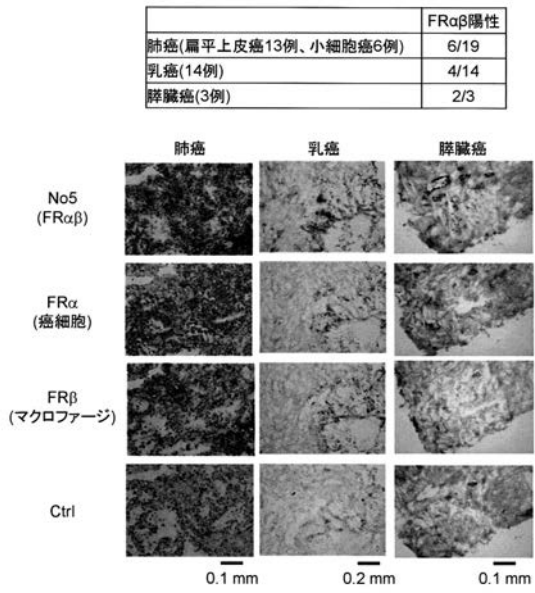 FRαβ陽性
肺癌(扁平上皮癌13例、小細胞癌6例) 6/19
乳癌(14例) 4/14
膵臓癌(3例) 2/3
肺癌 乳癌 膵臓癌
No5
(FRαβ)
FRα
(癌細胞)
FRβ
(マクロファージ)
Ctrl
0.1 mm 0.2 mm 0.1 mm